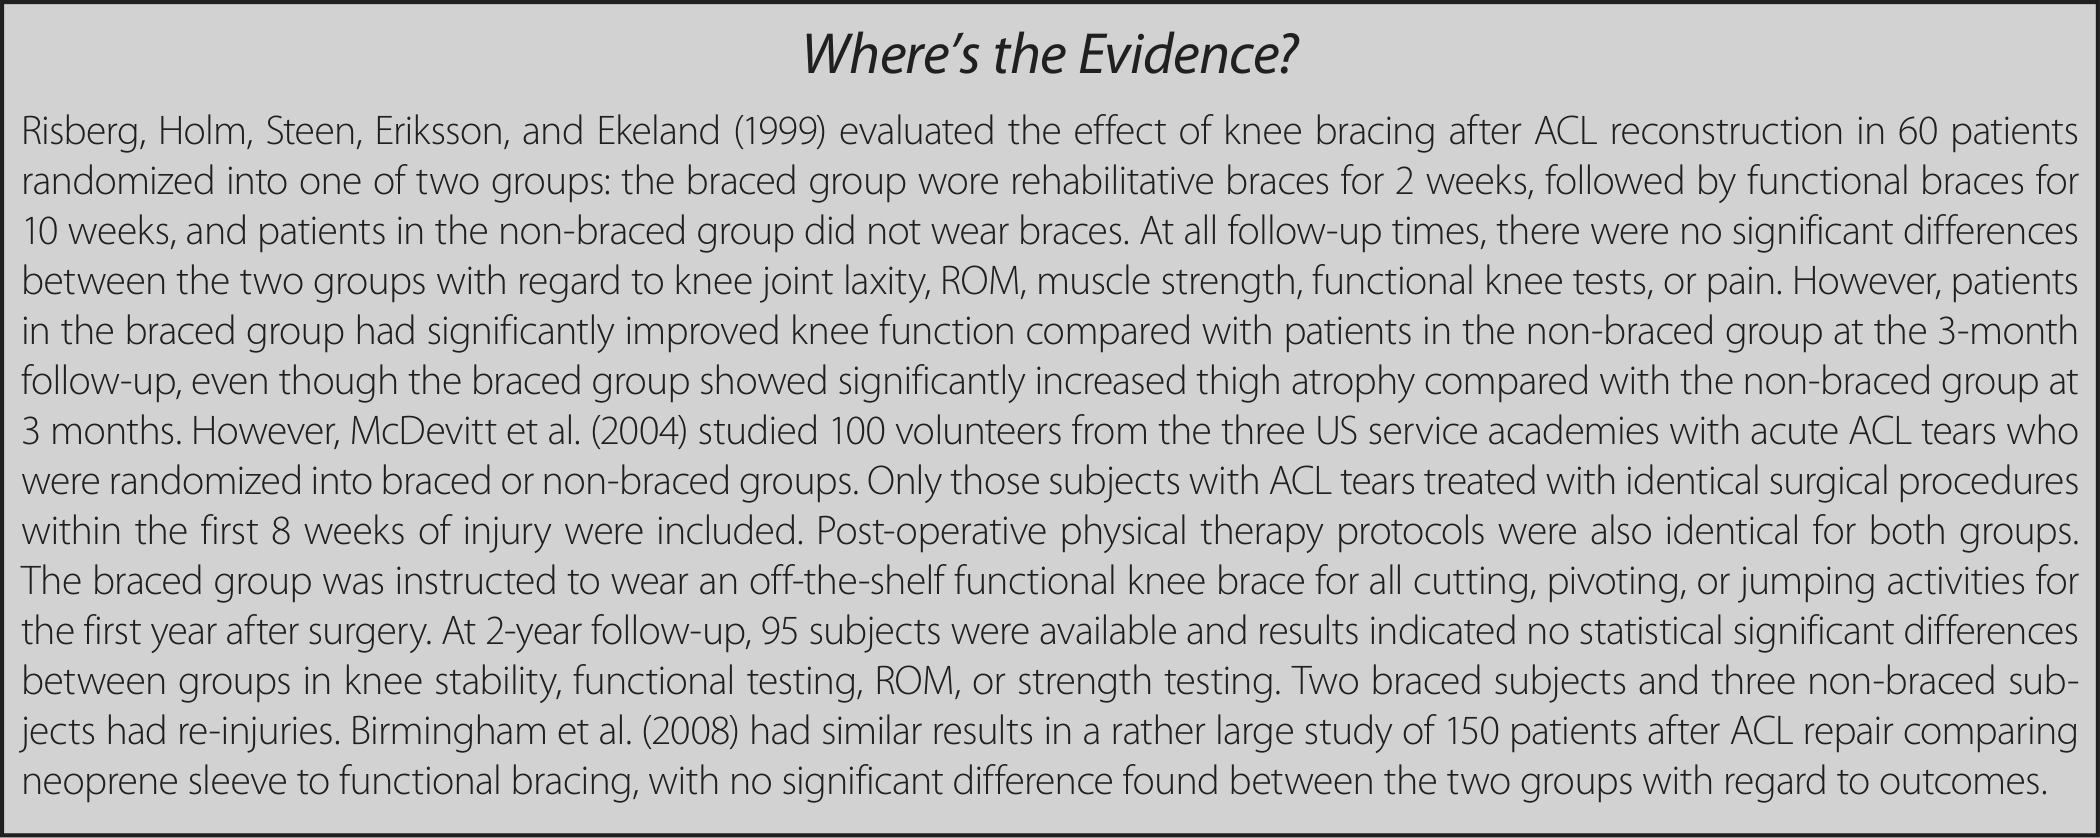 Where’s the Evidence?
Risberg, Holm, Steen, Eriksson, and Ekeland (1999) evaluated the effect of knee bracing after ACL reconstruction in 60 patients
randomized into one of two groups: the braced group wore rehabilitative braces for 2 weeks, followed by functional braces for
10 weeks, and patients in the non-braced group did not wear braces. At all follow-up times, there were no significant differences
between the two groups with regard to knee joint laxity, ROM, muscle strength, functional knee tests, or pain. However, patients
in the braced group had significantly improved knee function compared with patients in the non-braced group at the 3-month
follow-up, even though the braced group showed significantly increased thigh atrophy compared with the non-braced group at
3 months. However, McDevitt et al. (2004) studied 100 volunteers from the three US service academies with acute ACL tears who
were randomized into braced or non-braced groups. Only those subjects with ACL tears treated with identical surgical procedures
within the first 8 weeks of injury were included. Post-operative physical therapy protocols were also identical for both groups.
The braced group was instructed to wear an off-the-shelf functional knee brace for all cutting, pivoting, or jumping activities for
the first year after surgery. At 2-year follow-up, 95 subjects were available and results indicated no statistical significant differences
between groups in knee stability, functional testing, ROM, or strength testing. Two braced subjects and three non-braced sub-
jects had re-injuries. Birmingham et al. (2008) had similar results in a rather large study of 150 patients after ACL repair comparing
neoprene sleeve to functional bracing, with no significant difference found between the two groups with regard to outcomes.